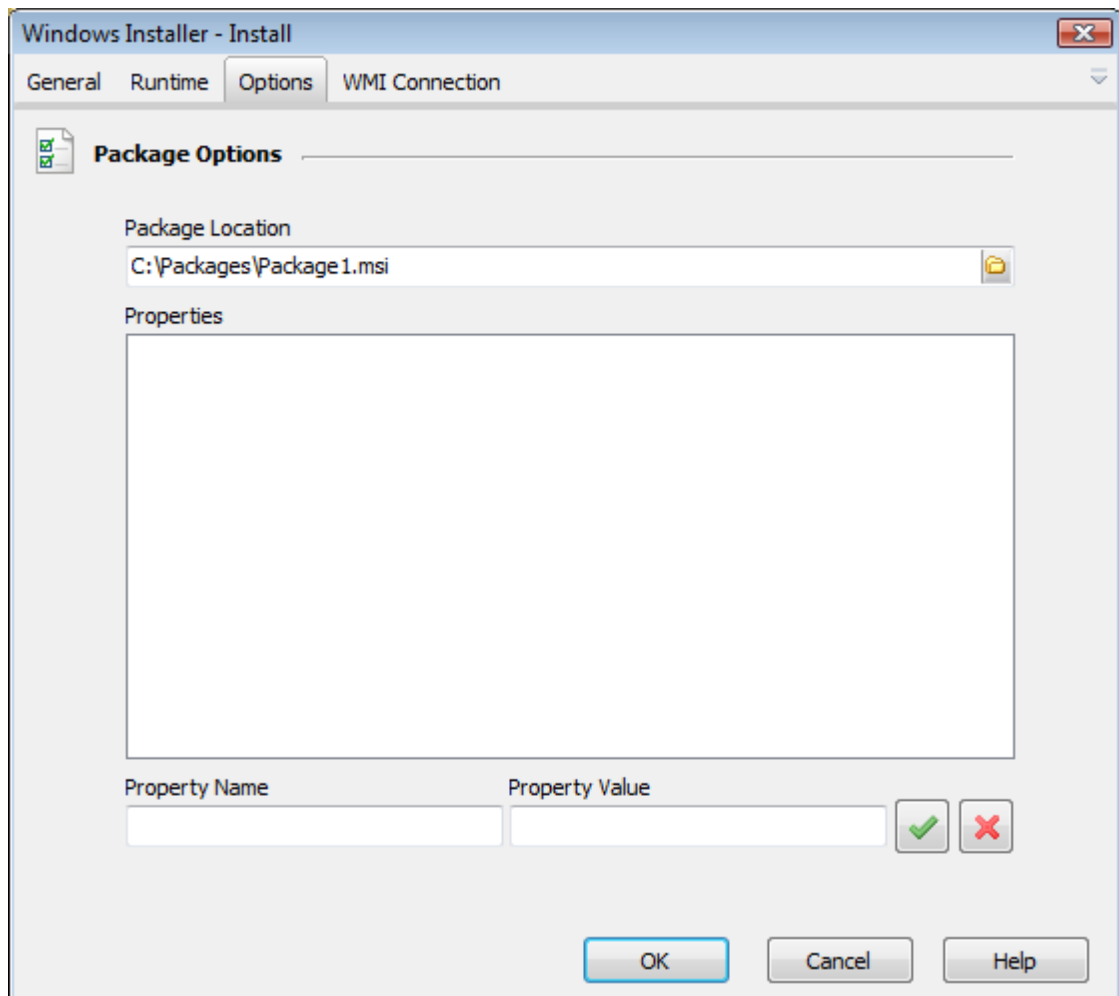 Windows Installer - Install
General Runtime Options WMI Connection
Package Options
Package Location
C:\Packages\Package1.msi
Properties
Property Name Property Value
OK Cancel Help